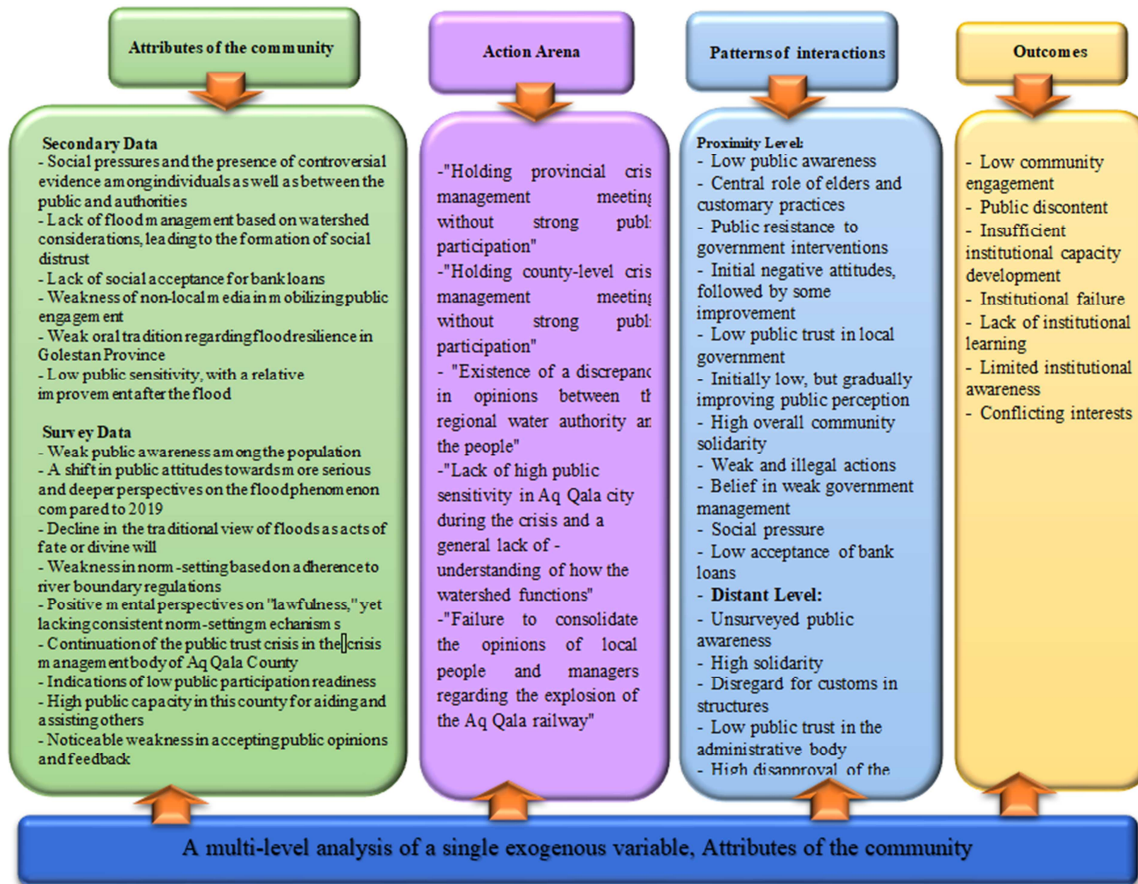 Attributes of the community
Action Arena
Patterns of interactions
Outcomes
Secondary Data
- Social pressures and the presence of controversial
evidence among individuals as well as between the
public and authorities
- Lack of flood management based on watershed
considerations, leading to the formation of social
distrust
- Lack of social acceptance for bank loans
- Weakness of non-local media in mobilizing public
engagement
- Weak oral tradition regarding flood resilience in
Golestan Province
- Low public sensitivity, with a relative
improvement after the flood
Survey Data
- Weak public awareness among the population
- A shift in public attitudes towards more serious
and deeper perspectives on the flood phenomenon
compared to 2019
- Decline in the traditional view of floods as acts of
fate or divine will
- Weakness in norm-setting based on adherence to
river boundary regulations
- Positive mental perspectives on "lawfulness," yet
lacking consistent norm-setting mechanisms
- Continuation of the public trust crisis in the crisis
management body of Aq Qala County
- Indications of low public participation readiness
- High public capacity in this county for aiding and
assisting others
- Noticeable weakness in accepting public opinions
and feedback
-"Holding provincial cris
management meeting
without strong publi
participation"
-"Holding county-level cris
management meeting
without strong publi
participation"
- "Existence of a discrepanc
in opinions between th
regional water authority an
the people"
-"Lack of high public
sensitivity in Aq Qala city
during the crisis and a
general lack of -
understanding of how the
watershed functions"
-"Failure to consolidate
the opinions of local
people and managers
regarding the explosion of
the Aq Qala railway"
Proximity Level:
- Low public awareness
- Central role of elders and
customary practices
- Public resistance to
government interventions
- Initial negative attitudes,
followed by some
improvement
- Low public trust in local
government
- Initially low, but gradually
improving public perception
- High overall community
solidarity
- Weak and illegal actions
- Belief in weak government
management
- Social pressure
- Low acceptance of bank
loans
- Distant Level:
- Unsurveyed public
awareness
- High solidarity
- Disregard for customs in
structures
- Low public trust in the
administrative body
- High disapproval of the
- Low community
engagement
- Public discontent
- Insufficient
institutional capacity
development
- Institutional failure
- Lack of institutional
learning
- Limited institutional
awareness
- Conflicting interests
A multi-level analysis of a single exogenous variable, Attributes of the community